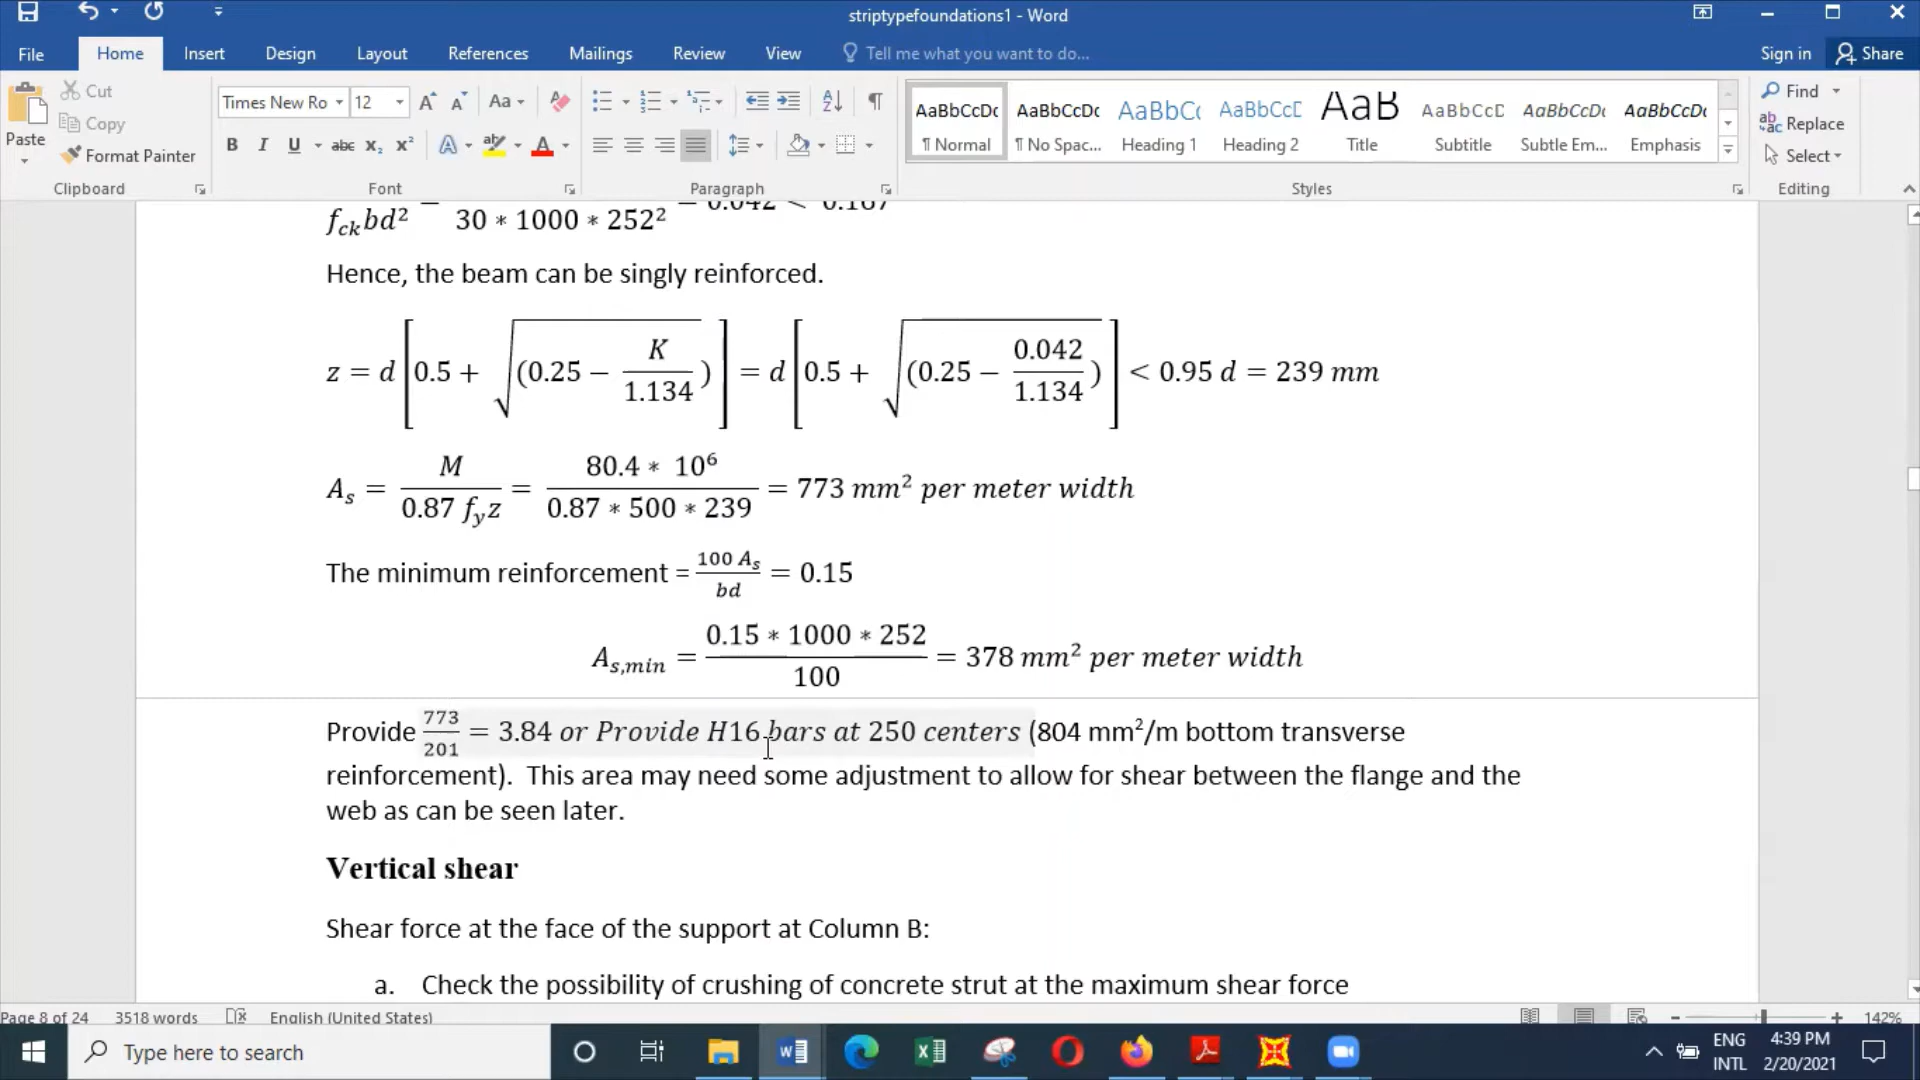 striptypefoundations1 - Word
File Home Insert Design Layout References Mailings Review View Tell me what you want to do... Sign in Share
Paste Cut Copy Format Painter
Times New Ro 12 Aa
B I U abc x₂ x² A ab A
AaBbCcDc AaBbCcDc AaBbCc AaBbCcD AaB AaBbCcD AaBbCcDc AaBbCcDc
¶ Normal ¶ No Spac... Heading 1 Heading 2 Title Subtitle Subtle Em... Emphasis
Find Replace Select
Clipboard Font Paragraph Styles Editing
f_ck bd² = 30 * 1000 * 252² = 0.042 < 0.167
Hence, the beam can be singly reinforced.
z = d [0.5 + √(0.25 − K/1.134)] = d [0.5 + √(0.25 − 0.042/1.134)] < 0.95 d = 239 mm
A_s = M / 0.87 f_y z = 80.4 * 10⁶ / 0.87 * 500 * 239 = 773 mm² per meter width
The minimum reinforcement = 100 A_s / bd = 0.15
A_s,min = 0.15 * 1000 * 252 / 100 = 378 mm² per meter width
Provide 773/201 = 3.84 or Provide H16 bars at 250 centers (804 mm²/m bottom transverse
reinforcement). This area may need some adjustment to allow for shear between the flange and the
web as can be seen later.
Vertical shear
Shear force at the face of the support at Column B:
a. Check the possibility of crushing of concrete strut at the maximum shear force
Page 8 of 24 3518 words English (United States) 142%
Type here to search
ENG 4:39 PM
INTL 2/20/2021